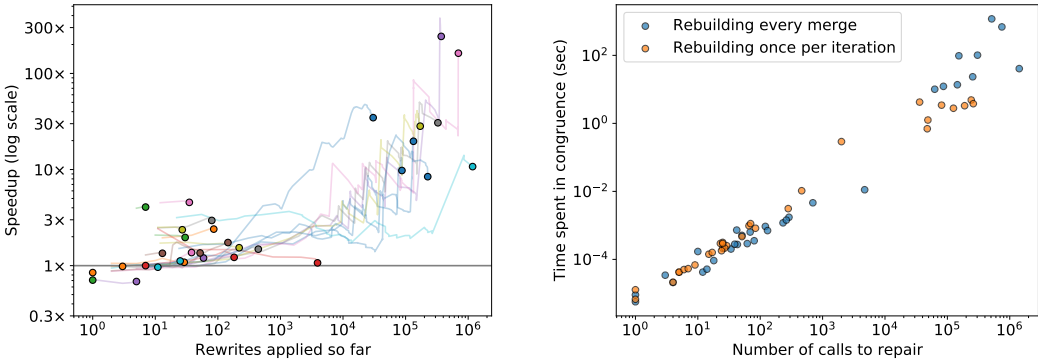 300×
100×
30×
10×
3×
1×
0.3×
Speedup (log scale)
10⁰ 10¹ 10² 10³ 10⁴ 10⁵ 10⁶
Rewrites applied so far
Rebuilding every merge
Rebuilding once per iteration
10²
10⁰
10⁻²
10⁻⁴
Time spent in congruence (sec)
10⁰ 10¹ 10² 10³ 10⁴ 10⁵ 10⁶
Number of calls to repair